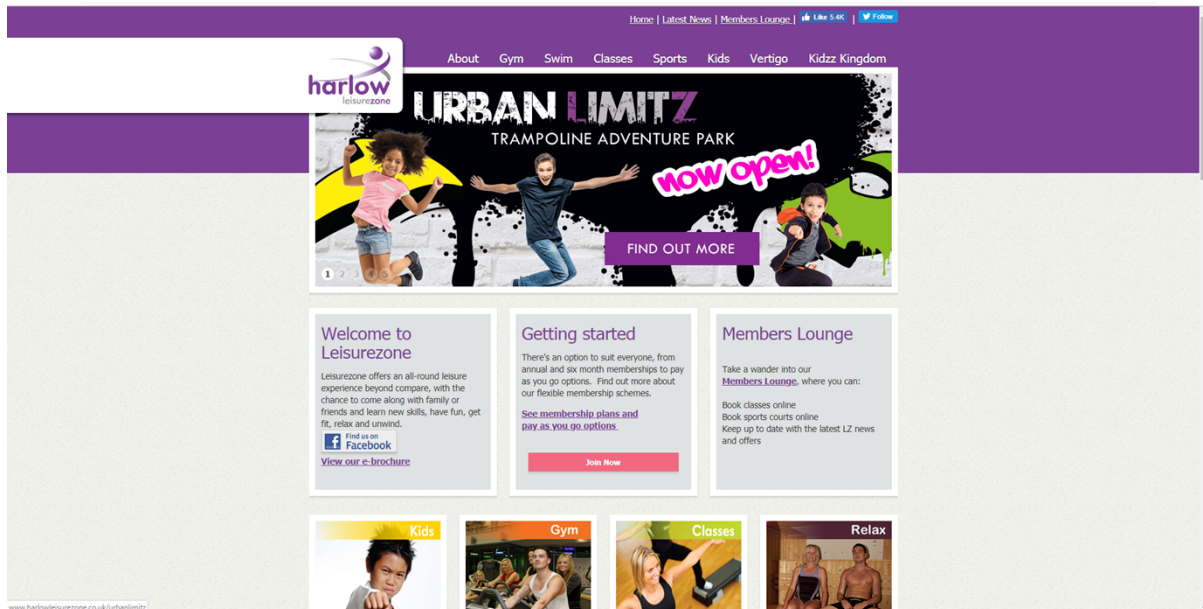 Home | Latest News | Members Lounge | Like 5.4K | Follow
harlow
leisurezone
About Gym Swim Classes Sports Kids Vertigo Kidzz Kingdom
URBAN LIMITZ
TRAMPOLINE ADVENTURE PARK
now open!
FIND OUT MORE
1 2 3 4 5
Welcome to
Leisurezone
Leisurezone offers an all-round leisure
experience beyond compare, with the
chance to come along with family or
friends and learn new skills, have fun, get
fit, relax and unwind.
Find us on
Facebook
View our e-brochure
Getting started
There's an option to suit everyone, from
annual and six month memberships to pay
as you go options. Find out more about
our flexible membership schemes.
See membership plans and
pay as you go options
Join Now
Members Lounge
Take a wander into our
Members Lounge, where you can:
Book classes online
Book sports courts online
Keep up to date with the latest LZ news
and offers
Kids
Gym
Classes
Relax
www.harlowleisurezone.co.uk/urbanlimitz